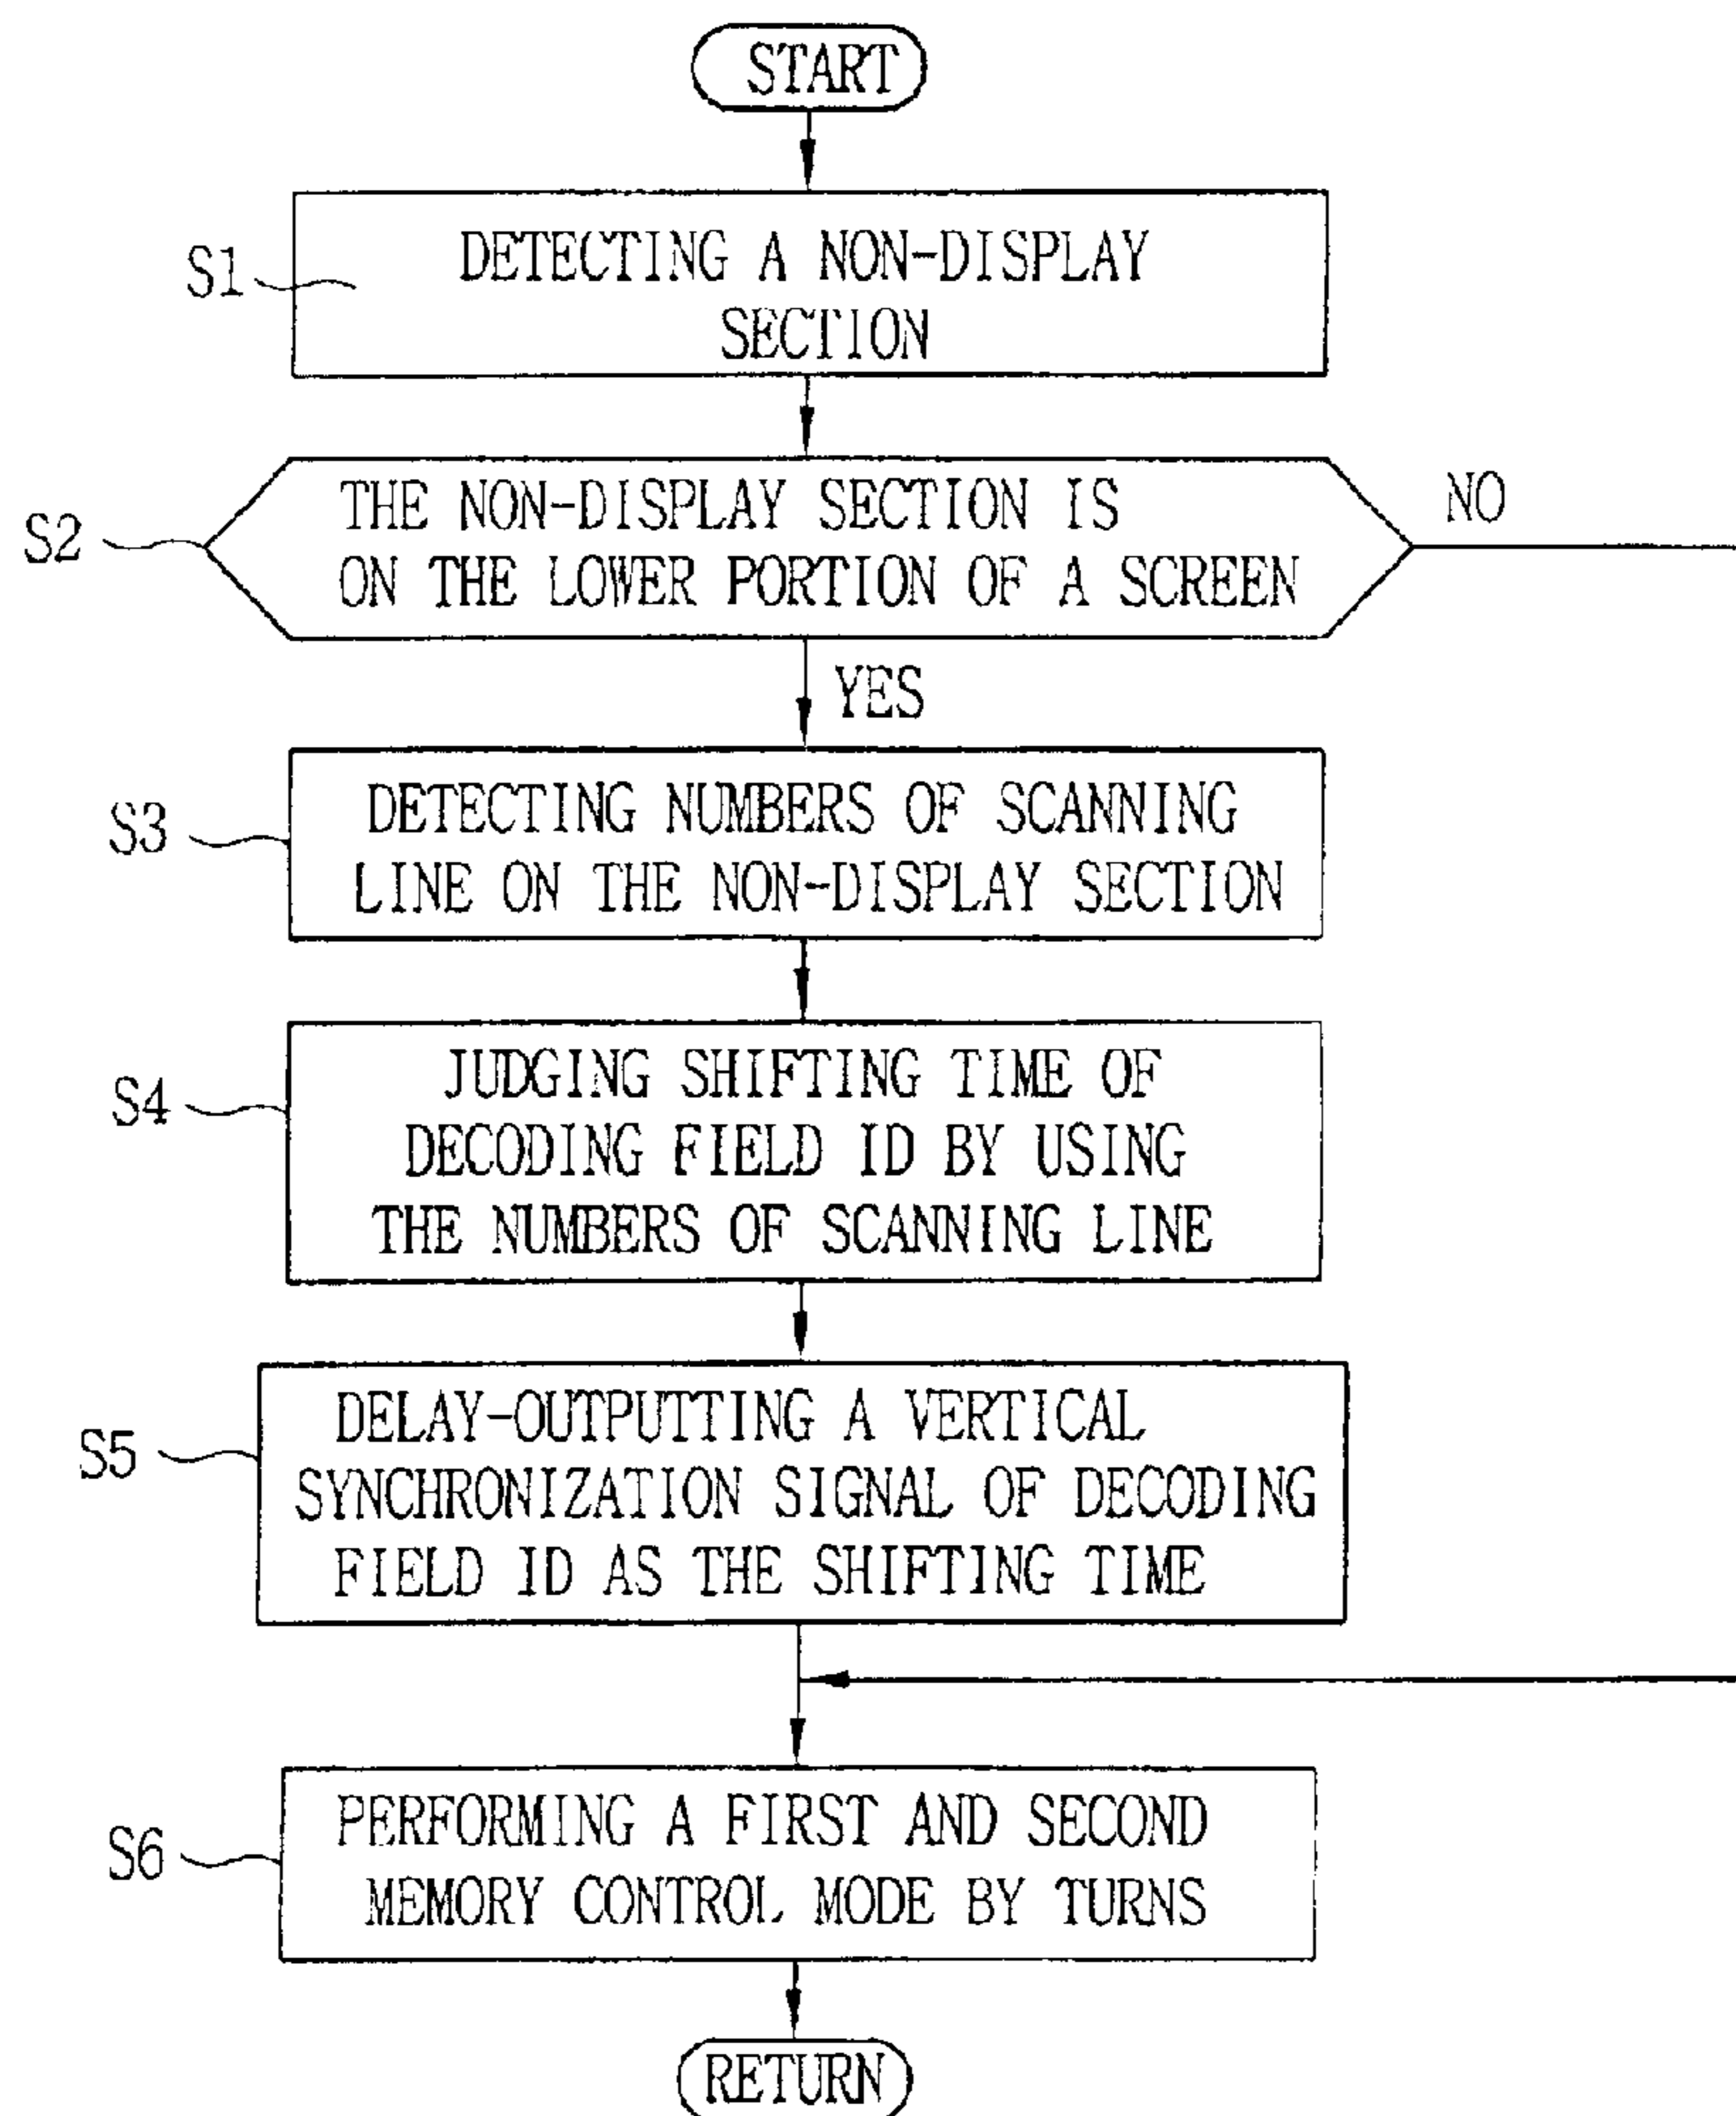 START
S1
DETECTING A NON-DISPLAY
SECTION
S2
THE NON-DISPLAY SECTION IS
ON THE LOWER PORTION OF A SCREEN
NO
YES
S3
DETECTING NUMBERS OF SCANNING
LINE ON THE NON-DISPLAY SECTION
S4
JUDGING SHIFTING TIME OF
DECODING FIELD ID BY USING
THE NUMBERS OF SCANNING LINE
S5
DELAY-OUTPUTTING A VERTICAL
SYNCHRONIZATION SIGNAL OF DECODING
FIELD ID AS THE SHIFTING TIME
S6
PERFORMING A FIRST AND SECOND
MEMORY CONTROL MODE BY TURNS
RETURN